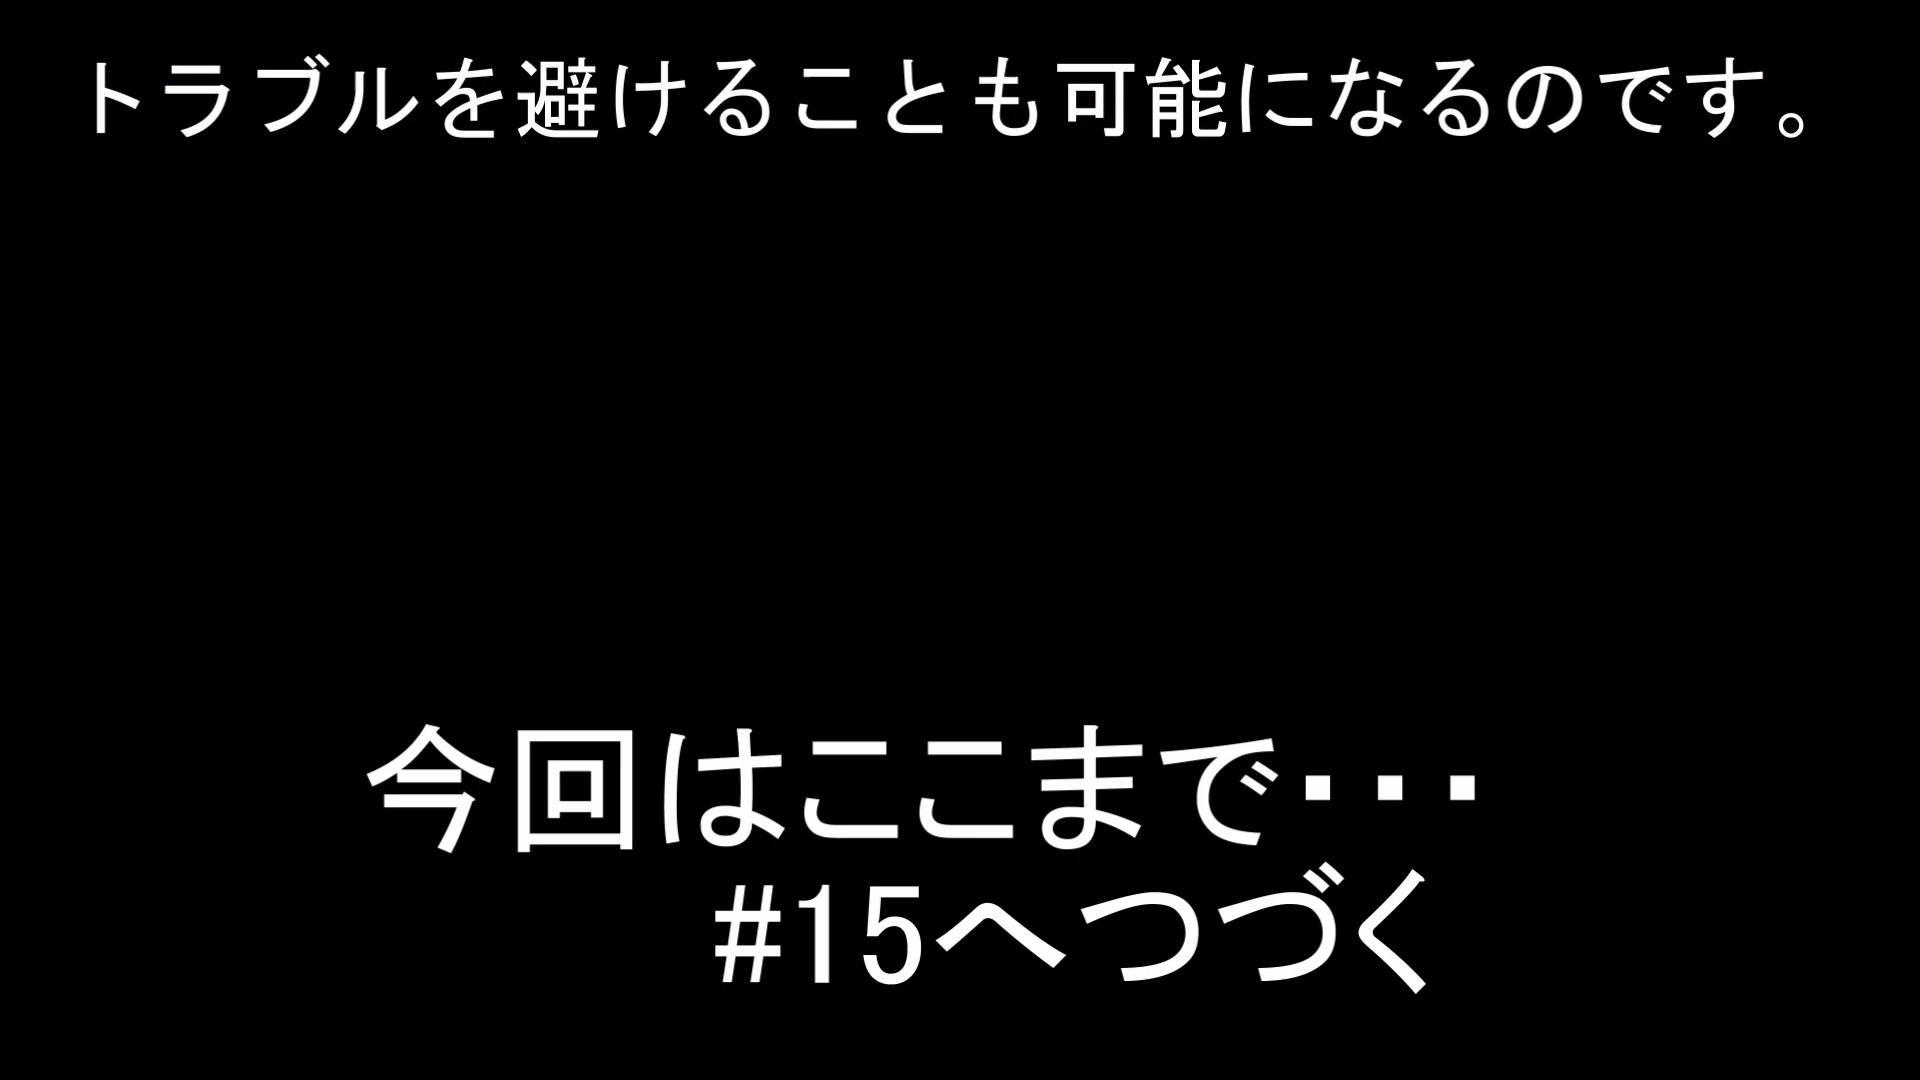 トラブルを避けることも可能になるのです。
今回はここまで・・・
#15へつづく